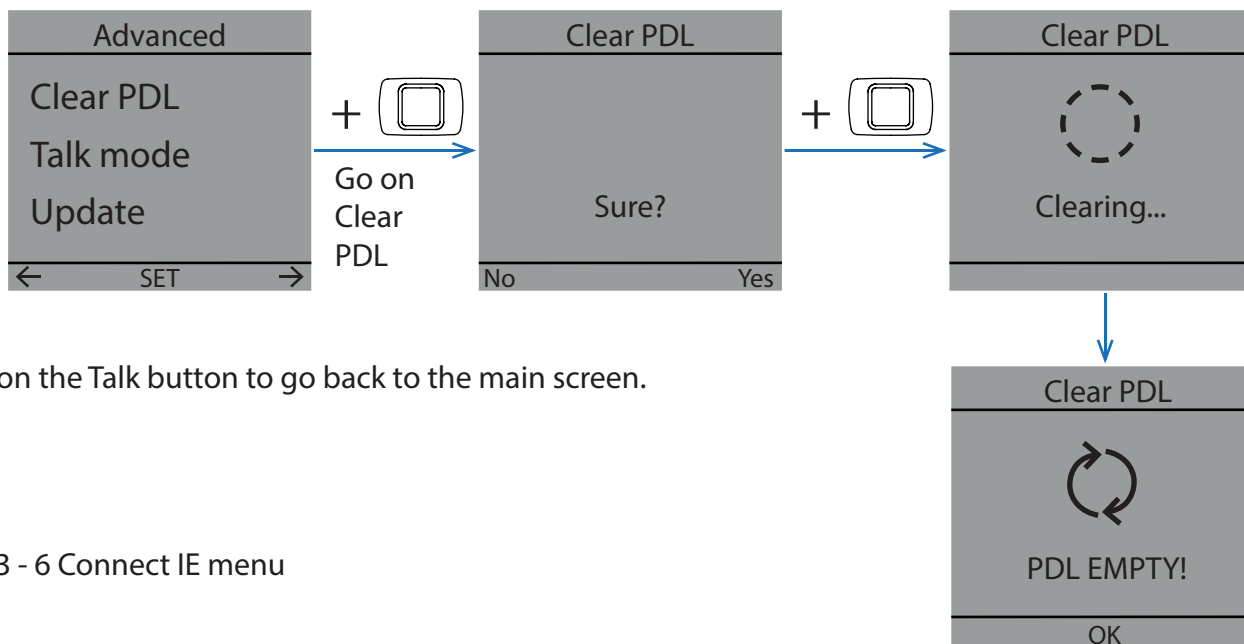 Advanced
Clear PDL
Talk mode
Update
← SET →
+
Go on
Clear
PDL
Clear PDL
Sure?
No Yes
+
Clear PDL
Clearing...
on the Talk button to go back to the main screen.
Clear PDL
PDL EMPTY!
OK
3 - 6 Connect IE menu